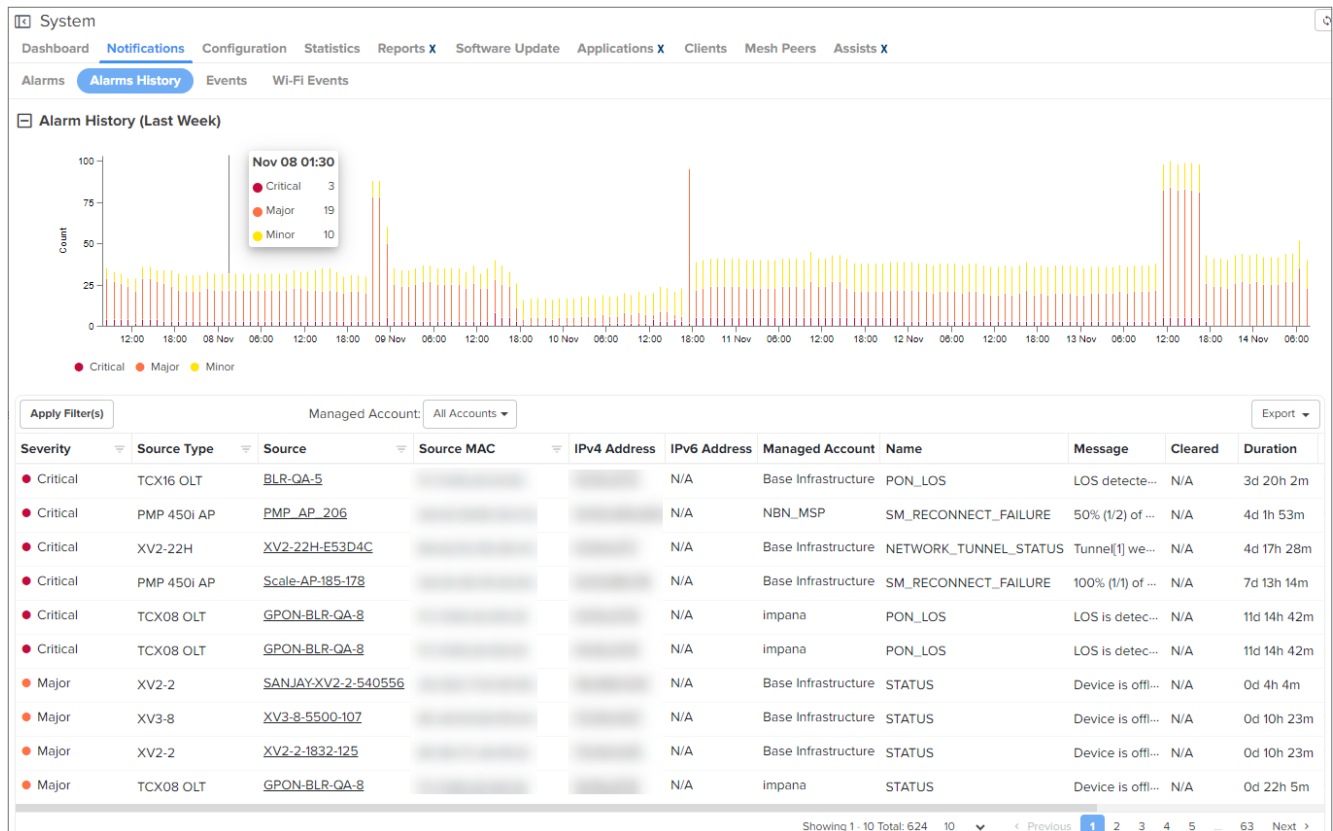 System
Dashboard Notifications Configuration Statistics Reports X Software Update Applications X Clients Mesh Peers Assists X
Alarms Alarms History Events Wi-Fi Events
Alarm History (Last Week)
Nov 08 01:30
Critical 3
Major 19
Minor 10
100
75
50
25
0
Count
12:00 18:00 08 Nov 06:00 12:00 18:00 09 Nov 06:00 12:00 18:00 10 Nov 06:00 12:00 18:00 11 Nov 06:00 12:00 18:00 12 Nov 06:00 12:00 18:00 13 Nov 06:00 12:00 18:00 14 Nov 06:00
Critical Major Minor
Apply Filter(s) Managed Account: All Accounts Export
Severity Source Type Source Source MAC IPv4 Address IPv6 Address Managed Account Name Message Cleared Duration
Critical TCX16 OLT BLR-QA-5 N/A Base Infrastructure PON_LOS LOS detecte... N/A 3d 20h 2m
Critical PMP 450i AP PMP_AP_206 N/A NBN_MSP SM_RECONNECT_FAILURE 50% (1/2) of ... N/A 4d 1h 53m
Critical XV2-22H XV2-22H-E53D4C N/A Base Infrastructure NETWORK_TUNNEL_STATUS Tunnel[1] we... N/A 4d 17h 28m
Critical PMP 450i AP Scale-AP-185-178 N/A Base Infrastructure SM_RECONNECT_FAILURE 100% (1/1) of ... N/A 7d 13h 14m
Critical TCX08 OLT GPON-BLR-QA-8 N/A impana PON_LOS LOS is detec... N/A 11d 14h 42m
Critical TCX08 OLT GPON-BLR-QA-8 N/A impana PON_LOS LOS is detec... N/A 11d 14h 42m
Major XV2-2 SANJAY-XV2-2-540556 N/A Base Infrastructure STATUS Device is offl... N/A 0d 4h 4m
Major XV3-8 XV3-8-5500-107 N/A Base Infrastructure STATUS Device is offl... N/A 0d 10h 23m
Major XV2-2 XV2-2-1832-125 N/A Base Infrastructure STATUS Device is offl... N/A 0d 10h 23m
Major TCX08 OLT GPON-BLR-QA-8 N/A impana STATUS Device is offl... N/A 0d 22h 5m
Showing 1 - 10 Total: 624 10 < Previous 1 2 3 4 5 ... 63 Next >